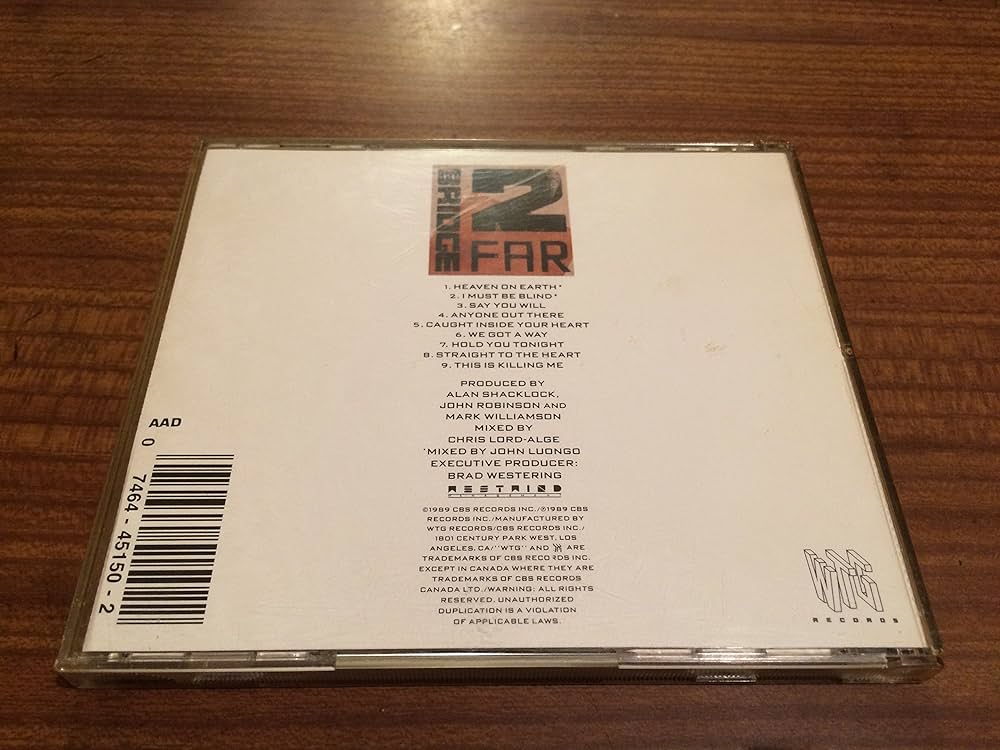 BRIDGE
2
FAR
1. HEAVEN ON EARTH*
2. I MUST BE BLIND*
3. SAY YOU WILL
4. ANYONE OUT THERE
5. CAUGHT INSIDE YOUR HEART
6. WE GOT A WAY
7. HOLD YOU TONIGHT
8. STRAIGHT TO THE HEART
9. THIS IS KILLING ME
PRODUCED BY
ALAN SHACKLOCK,
JOHN ROBINSON AND
MARK WILLIAMSON
MIXED BY
CHRIS LORD-ALGE
*MIXED BY JOHN LUONGO
EXECUTIVE PRODUCER:
BRAD WESTERING
WESTWIND
©1989 CBS RECORDS INC./℗1989 CBS
RECORDS INC./MANUFACTURED BY
WTG RECORDS/CBS RECORDS INC./
1801 CENTURY PARK WEST, LOS
ANGELES, CA/"WTG" AND ARE
TRADEMARKS OF CBS RECORDS INC.
EXCEPT IN CANADA WHERE THEY ARE
TRADEMARKS OF CBS RECORDS
CANADA LTD./WARNING: ALL RIGHTS
RESERVED. UNAUTHORIZED
DUPLICATION IS A VIOLATION
OF APPLICABLE LAWS.
AAD
0 7464-45150-2
WTG
RECORDS